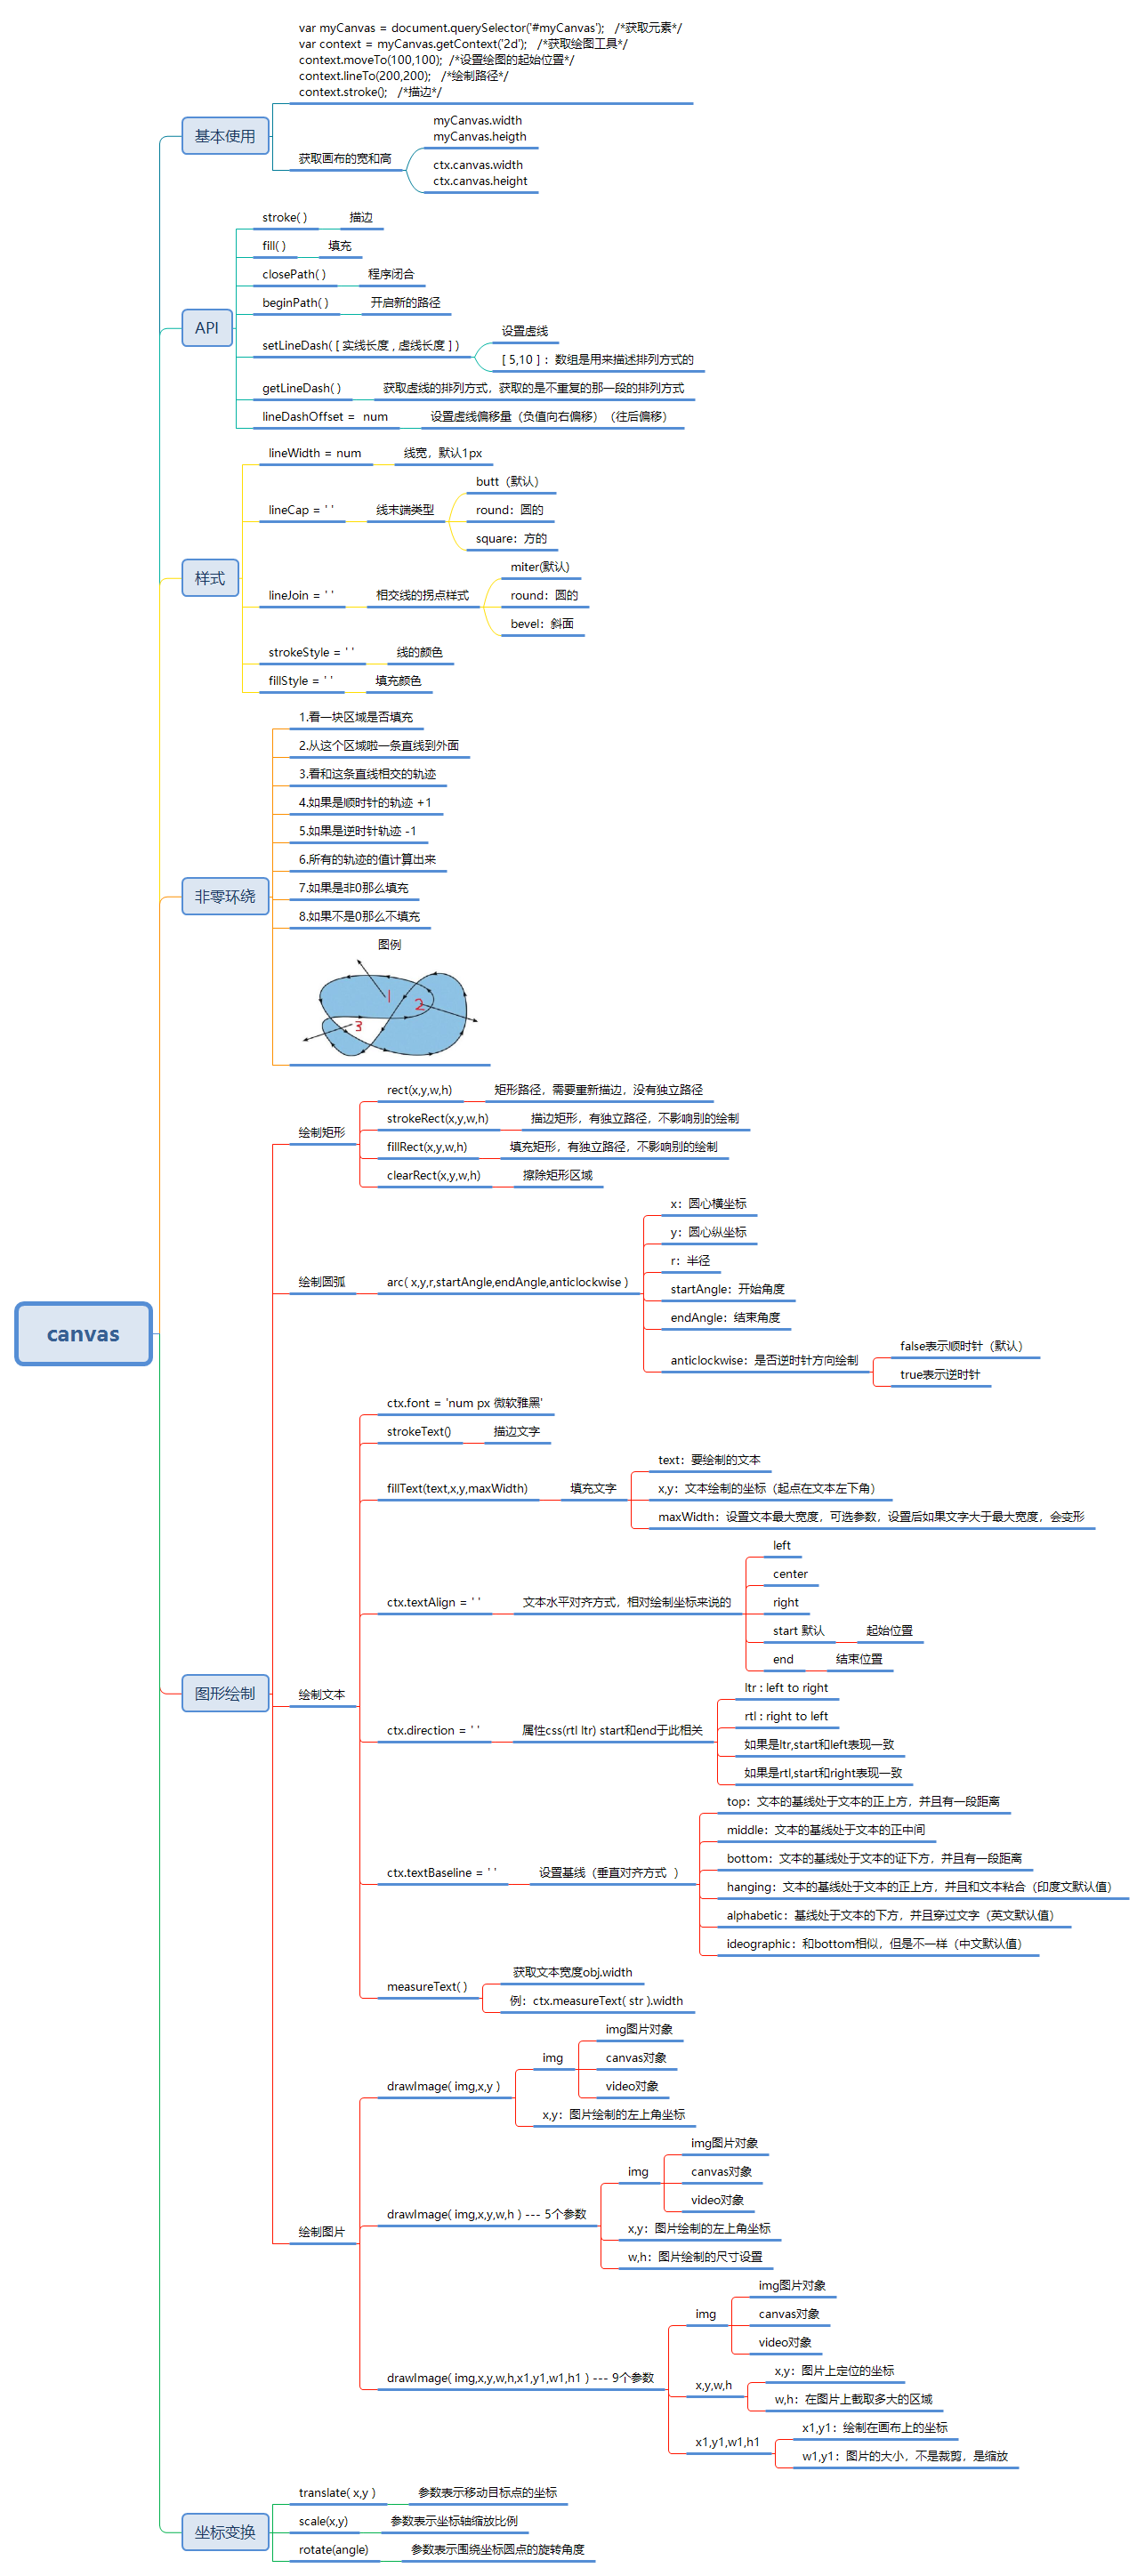 canvas
基本使用
var myCanvas = document.querySelector('#myCanvas');   /*获取元素*/
var context = myCanvas.getContext('2d');   /*获取绘图工具*/
context.moveTo(100,100);  /*设置绘图的起始位置*/
context.lineTo(200,200);   /*绘制路径*/
context.stroke();   /*描边*/
获取画布的宽和高
myCanvas.width
myCanvas.heigth
ctx.canvas.width
ctx.canvas.height
API
stroke( )
描边
fill( )
填充
closePath( )
程序闭合
beginPath( )
开启新的路径
setLineDash( [ 实线长度 , 虚线长度 ] )
设置虚线
[ 5,10 ] ：数组是用来描述排列方式的
getLineDash( )
获取虚线的排列方式，获取的是不重复的那一段的排列方式
lineDashOffset =  num
设置虚线偏移量（负值向右偏移）（往后偏移）
样式
lineWidth = num
线宽，默认1px
lineCap = ' '
线末端类型
butt（默认）
round：圆的
square：方的
lineJoin = ' '
相交线的拐点样式
miter(默认)
round：圆的
bevel：斜面
strokeStyle = ' '
线的颜色
fillStyle = ' '
填充颜色
非零环绕
1.看一块区域是否填充
2.从这个区域啦一条直线到外面
3.看和这条直线相交的轨迹
4.如果是顺时针的轨迹 +1
5.如果是逆时针轨迹 -1
6.所有的轨迹的值计算出来
7.如果是非0那么填充
8.如果不是0那么不填充
图例
1
2
3
图形绘制
绘制矩形
rect(x,y,w,h)
矩形路径，需要重新描边，没有独立路径
strokeRect(x,y,w,h)
描边矩形，有独立路径，不影响别的绘制
fillRect(x,y,w,h)
填充矩形，有独立路径，不影响别的绘制
clearRect(x,y,w,h)
擦除矩形区域
绘制圆弧
arc( x,y,r,startAngle,endAngle,anticlockwise )
x：圆心横坐标
y：圆心纵坐标
r：半径
startAngle：开始角度
endAngle：结束角度
anticlockwise：是否逆时针方向绘制
false表示顺时针（默认）
true表示逆时针
绘制文本
ctx.font = 'num px 微软雅黑'
strokeText()
描边文字
fillText(text,x,y,maxWidth)
填充文字
text：要绘制的文本
x,y：文本绘制的坐标（起点在文本左下角）
maxWidth：设置文本最大宽度，可选参数，设置后如果文字大于最大宽度，会变形
ctx.textAlign = ' '
文本水平对齐方式，相对绘制坐标来说的
left
center
right
start 默认
起始位置
end
结束位置
ctx.direction = ' '
属性css(rtl ltr) start和end于此相关
ltr : left to right
rtl : right to left
如果是ltr,start和left表现一致
如果是rtl,start和right表现一致
ctx.textBaseline = ' '
设置基线（垂直对齐方式  ）
top：文本的基线处于文本的正上方，并且有一段距离
middle：文本的基线处于文本的正中间
bottom：文本的基线处于文本的证下方，并且有一段距离
hanging：文本的基线处于文本的正上方，并且和文本粘合（印度文默认值）
alphabetic：基线处于文本的下方，并且穿过文字（英文默认值）
ideographic：和bottom相似，但是不一样（中文默认值）
measureText( )
获取文本宽度obj.width
例：ctx.measureText( str ).width
绘制图片
drawImage( img,x,y )
img
img图片对象
canvas对象
video对象
x,y：图片绘制的左上角坐标
drawImage( img,x,y,w,h ) --- 5个参数
img
img图片对象
canvas对象
video对象
x,y：图片绘制的左上角坐标
w,h：图片绘制的尺寸设置
drawImage( img,x,y,w,h,x1,y1,w1,h1 ) --- 9个参数
img
img图片对象
canvas对象
video对象
x,y,w,h
x,y：图片上定位的坐标
w,h：在图片上截取多大的区域
x1,y1,w1,h1
x1,y1：绘制在画布上的坐标
w1,y1：图片的大小，不是裁剪，是缩放
坐标变换
translate( x,y )
参数表示移动目标点的坐标
scale(x,y)
参数表示坐标轴缩放比例
rotate(angle)
参数表示围绕坐标圆点的旋转角度